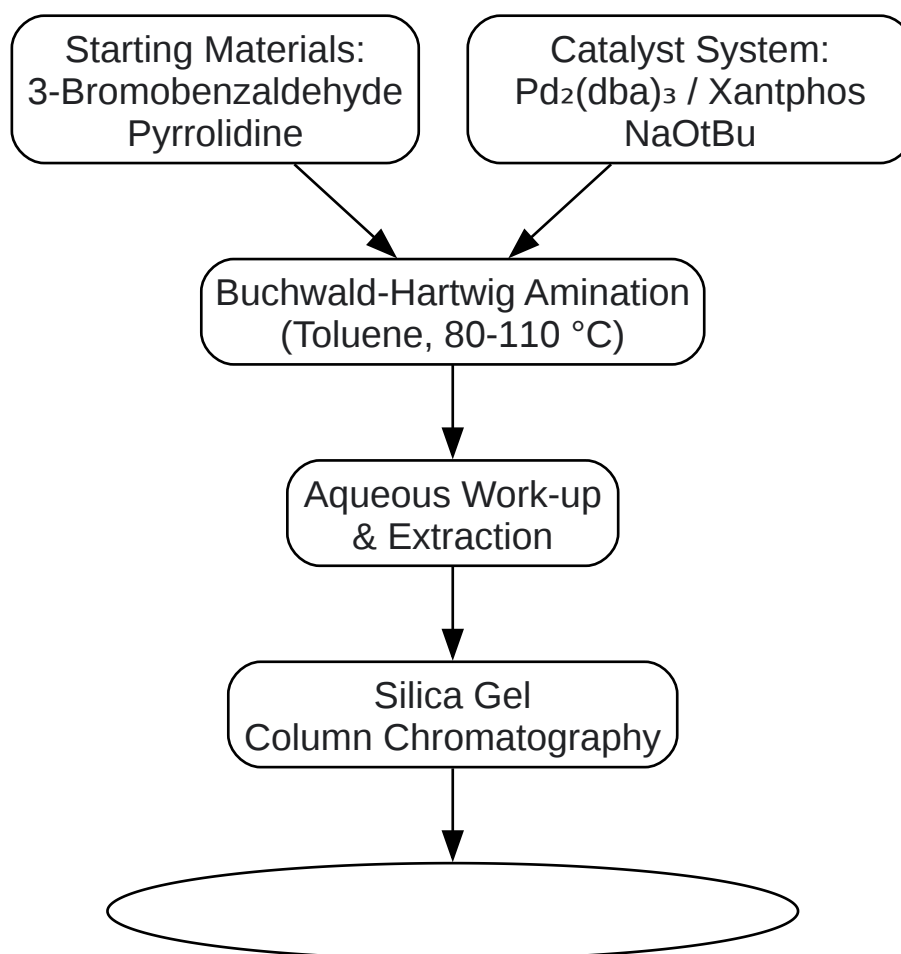 Starting Materials:
3-Bromobenzaldehyde
Pyrrolidine
Catalyst System:
Pd₂(dba)₃ / Xantphos
NaOtBu
Buchwald-Hartwig Amination
(Toluene, 80-110 °C)
Aqueous Work-up
& Extraction
Silica Gel
Column Chromatography